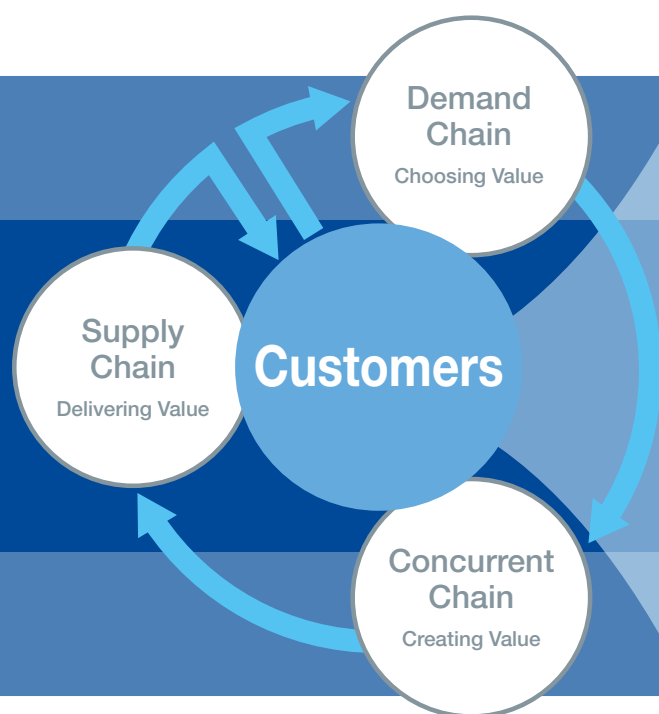 Demand
Chain
Choosing Value
Supply
Chain
Delivering Value
Customers
Concurrent
Chain
Creating Value